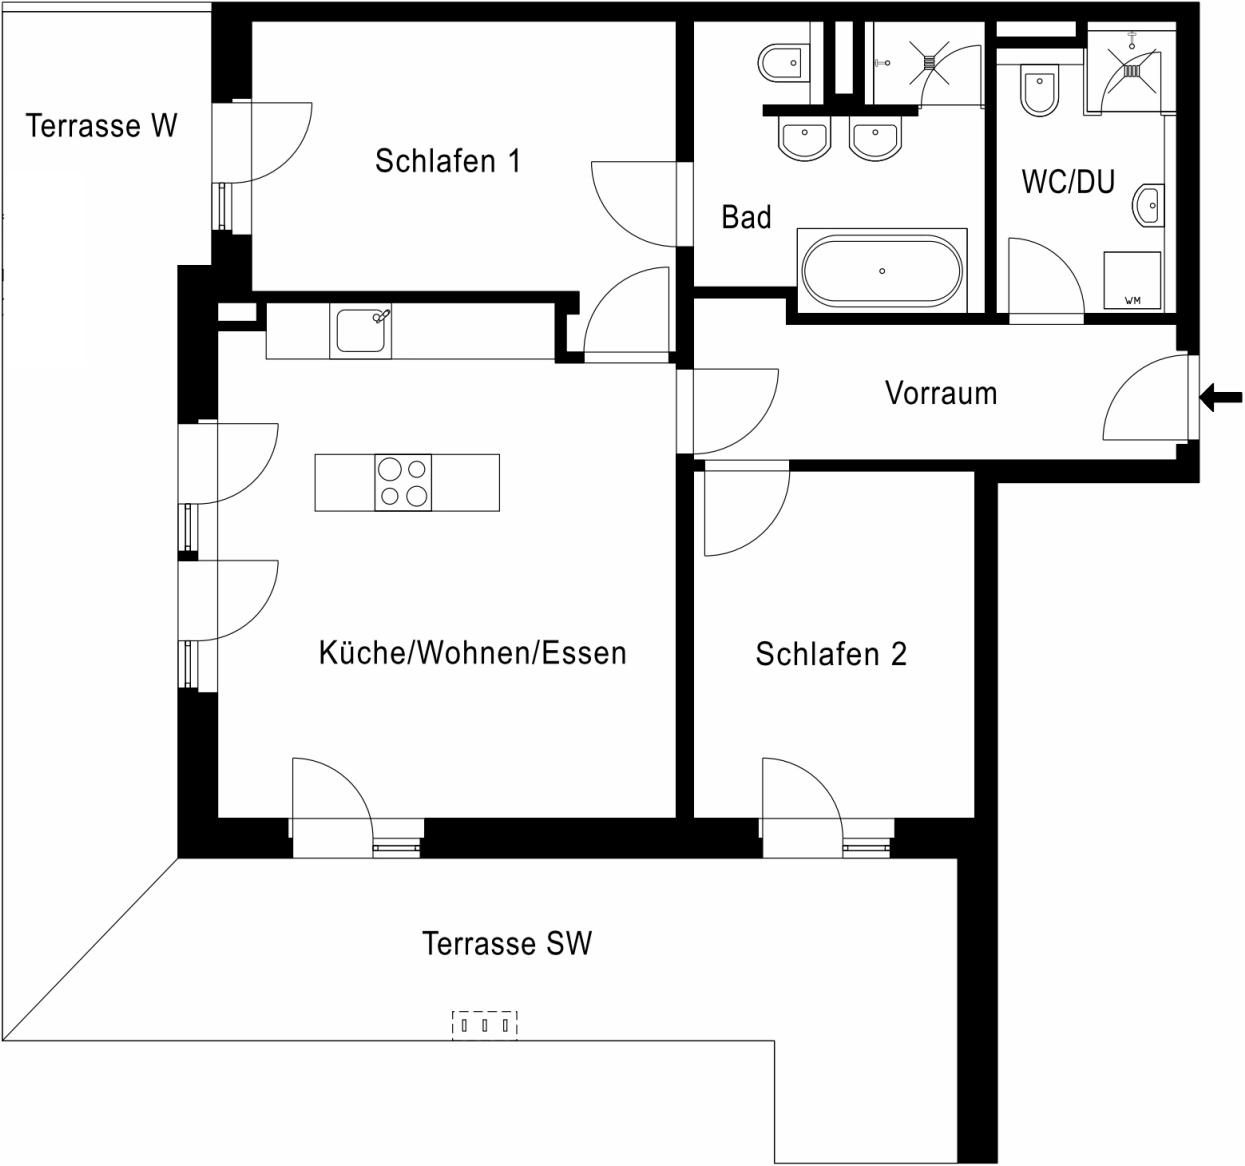 Terrasse W
Schlafen 1
Bad
WC/DU
WM
Vorraum
Küche/Wohnen/Essen
Schlafen 2
Terrasse SW